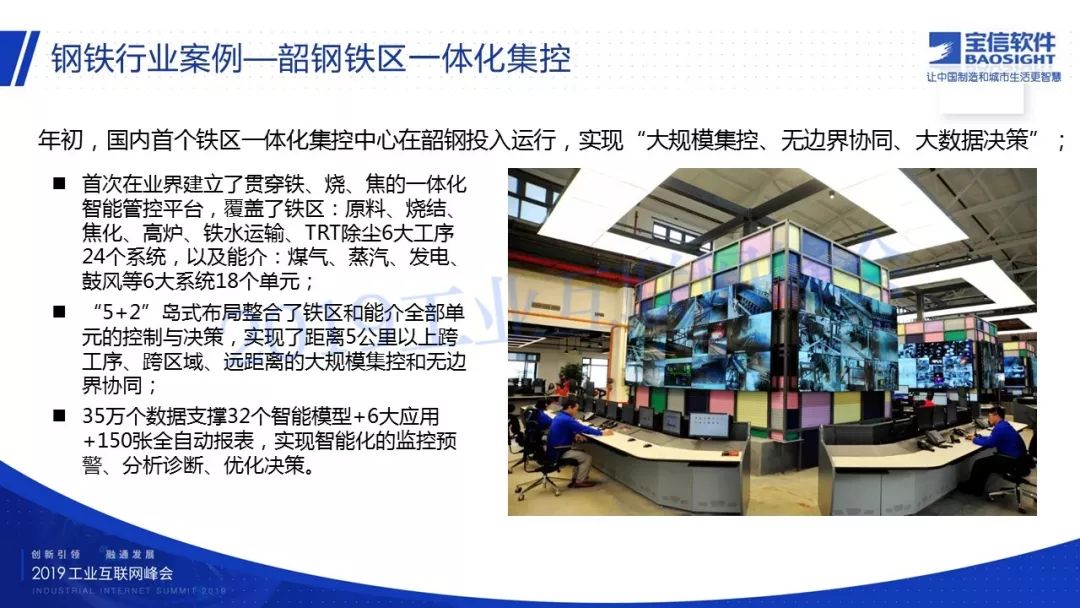 钢铁行业案例—韶钢铁区一体化集控
宝信软件
BAOSIGHT
让中国制造和城市生活更智慧
年初，国内首个铁区一体化集控中心在韶钢投入运行，实现“大规模集控、无边界协同、大数据决策”；
■ 首次在业界建立了贯穿铁、烧、焦的一体化
智能管控平台，覆盖了铁区：原料、烧结、
焦化、高炉、铁水运输、TRT除尘6大工序
24个系统，以及能介：煤气、蒸汽、发电、
鼓风等6大系统18个单元；
■ “5+2”岛式布局整合了铁区和能介全部单
元的控制与决策，实现了距离5公里以上跨
工序、跨区域、远距离的大规模集控和无边
界协同；
■ 35万个数据支撑32个智能模型+6大应用
+150张全自动报表，实现智能化的监控预
警、分析诊断、优化决策。
2019工业互联网峰会
创新引领 融通发展
2019工业互联网峰会
INDUSTRIAL INTERNET SUMMIT 2019